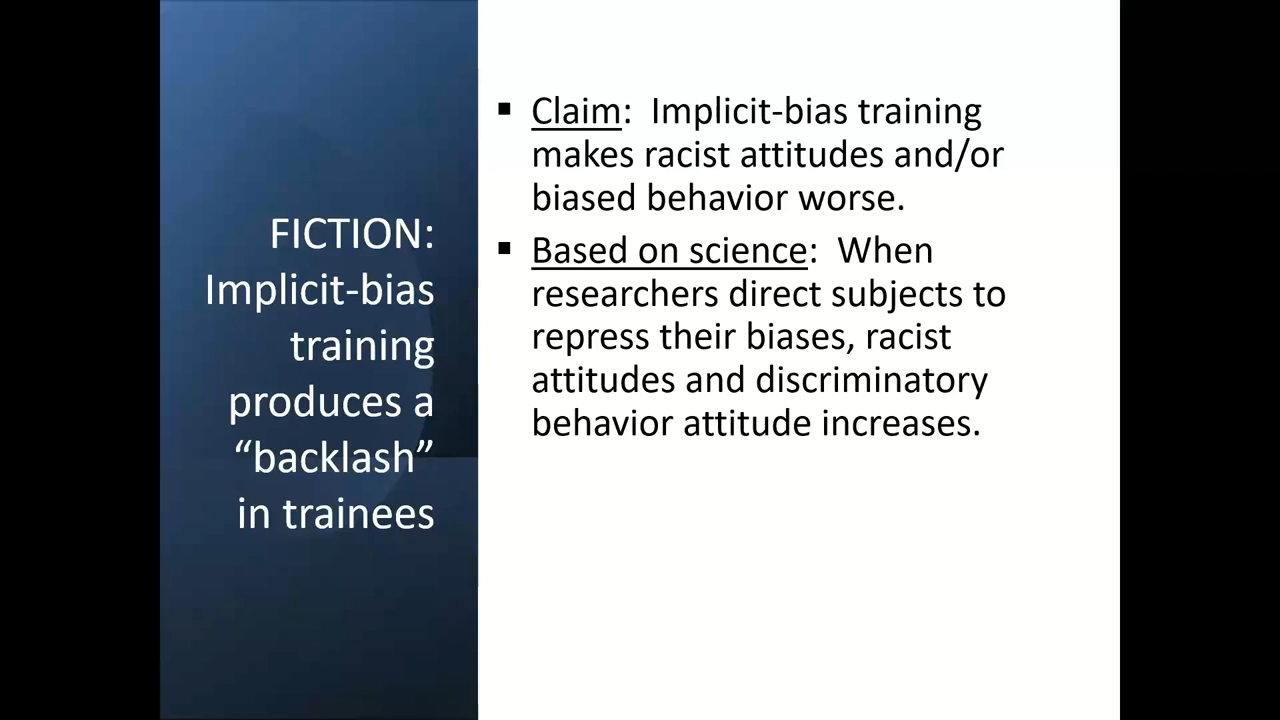 FICTION:
Implicit-bias
training
produces a
“backlash”
in trainees
▪ Claim:  Implicit-bias training
makes racist attitudes and/or
biased behavior worse.
▪ Based on science:  When
researchers direct subjects to
repress their biases, racist
attitudes and discriminatory
behavior attitude increases.